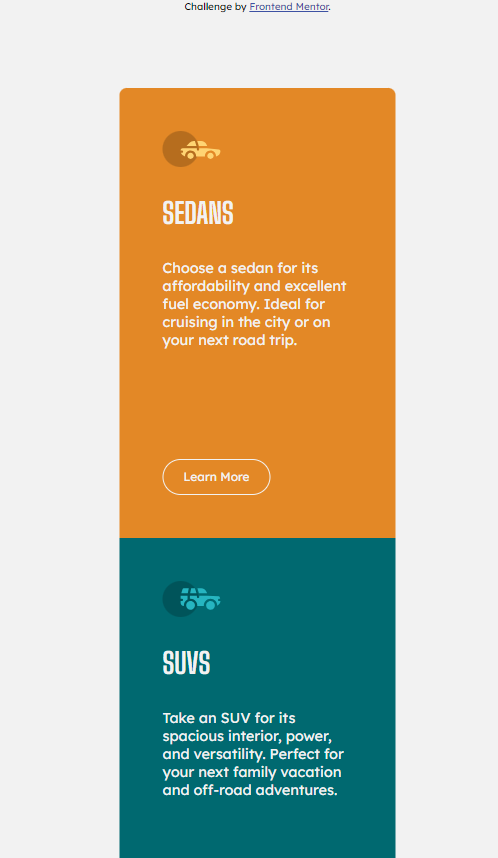 Challenge by Frontend Mentor.
SEDANS
Choose a sedan for its
affordability and excellent
fuel economy. Ideal for
cruising in the city or on
your next road trip.
Learn More
SUVS
Take an SUV for its
spacious interior, power,
and versatility. Perfect for
your next family vacation
and off-road adventures.